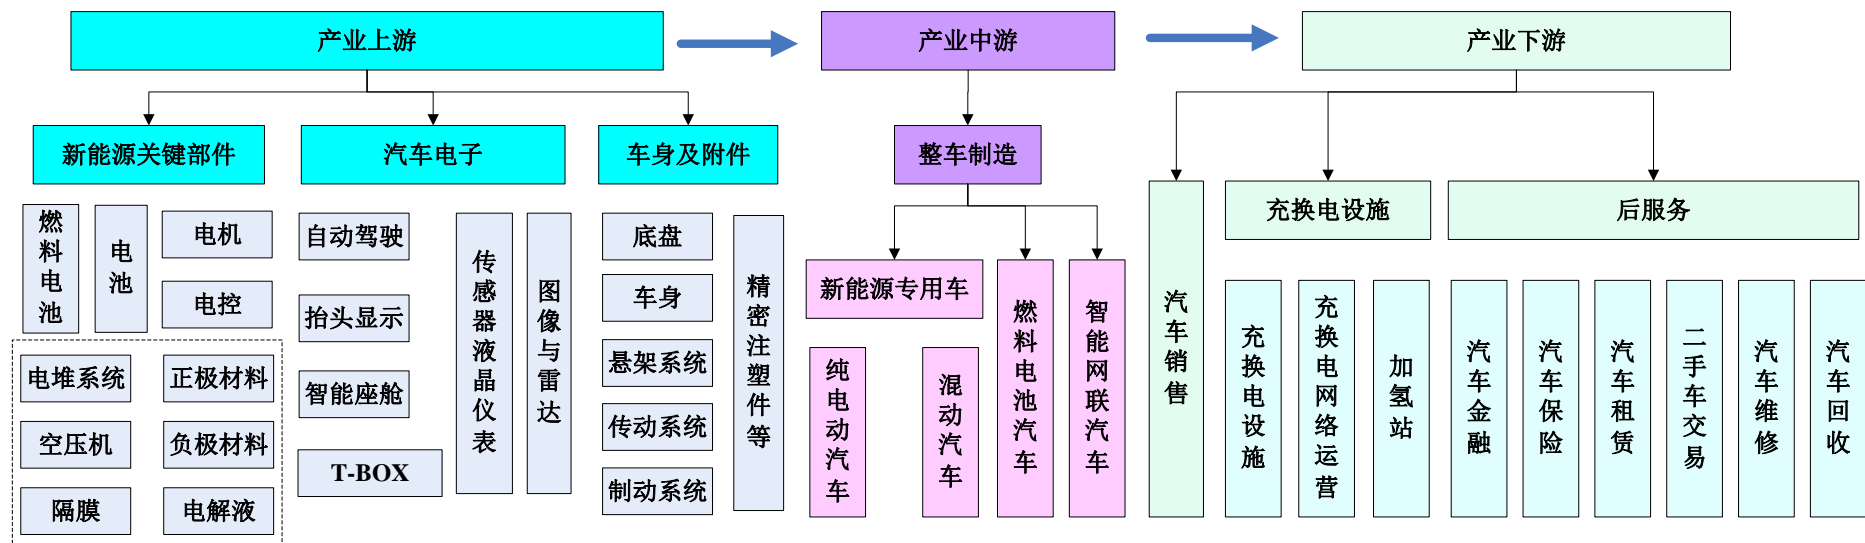 产业上游
产业中游
产业下游
新能源关键部件
汽车电子
车身及附件
整车制造
汽车销售
充换电设施
后服务
燃料电池
电池
电机
电控
电堆系统
正极材料
空压机
负极材料
隔膜
电解液
自动驾驶
抬头显示
智能座舱
T-BOX
传感器液晶仪表
图像与雷达
底盘
车身
悬架系统
传动系统
制动系统
精密注塑件等
新能源专用车
纯电动汽车
混动汽车
燃料电池汽车
智能网联汽车
充换电设施
充换电网络运营
加氢站
汽车金融
汽车保险
汽车租赁
二手车交易
汽车维修
汽车回收